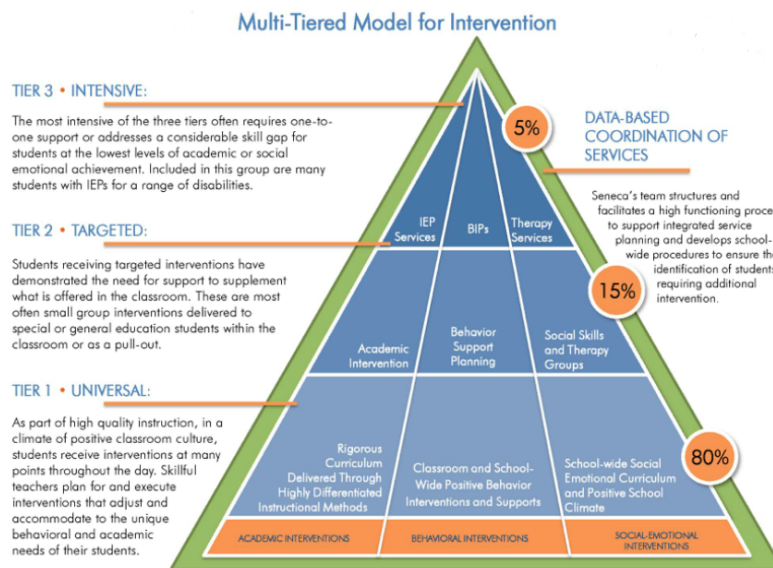 Multi-Tiered Model for Intervention
TIER 3 • INTENSIVE:
The most intensive of the three tiers often requires one-to-
one support or addresses a considerable skill gap for
students at the lowest levels of academic or social
emotional achievement. Included in this group are many
students with IEPs for a range of disabilities.
TIER 2 • TARGETED:
Students receiving targeted interventions have
demonstrated the need for support to supplement
what is offered in the classroom. These are most
often small group interventions delivered to
special or general education students within the
classroom or as a pull-out.
TIER 1 • UNIVERSAL:
As part of high quality instruction, in a
climate of positive classroom culture,
students receive interventions at many
points throughout the day. Skillful
teachers plan for and execute
interventions that adjust and
accommodate to the unique
behavioral and academic
needs of their students.
5%
IEP
Services
BIPs
Therapy
Services
15%
Academic
Intervention
Behavior
Support
Planning
Social Skills
and Therapy
Groups
80%
Rigorous
Curriculum
Delivered Through
Highly Differentiated
Instructional Methods
Classroom and School-
Wide Positive Behavior
Interventions and Supports
School-wide Social
Emotional Curriculum
and Positive School
Climate
ACADEMIC INTERVENTIONS
BEHAVIORAL INTERVENTIONS
SOCIAL-EMOTIONAL
INTERVENTIONS
DATA-BASED
COORDINATION OF
SERVICES
Seneca's team structures and
facilitates a high functioning
to support integrated service
planning and develops school-
wide procedures to ensure
identification of students
requiring additional
intervention.